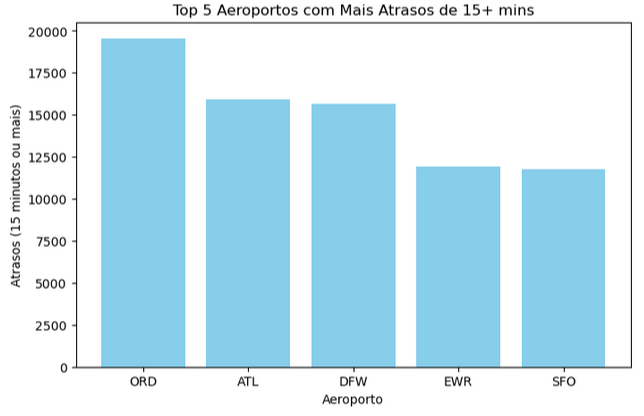 Top 5 Aeroportos com Mais Atrasos de 15+ mins
Atrasos (15 minutos ou mais)
20000
17500
15000
12500
10000
7500
5000
2500
0
ORD ATL DFW EWR SFO
Aeroporto